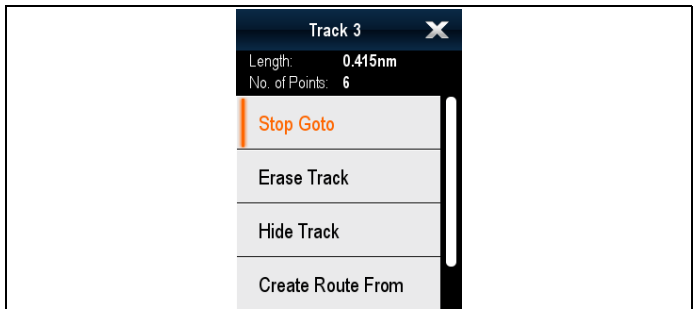 Track 3
Length: 0.415nm
No. of Points: 6
Stop Goto
Erase Track
Hide Track
Create Route From